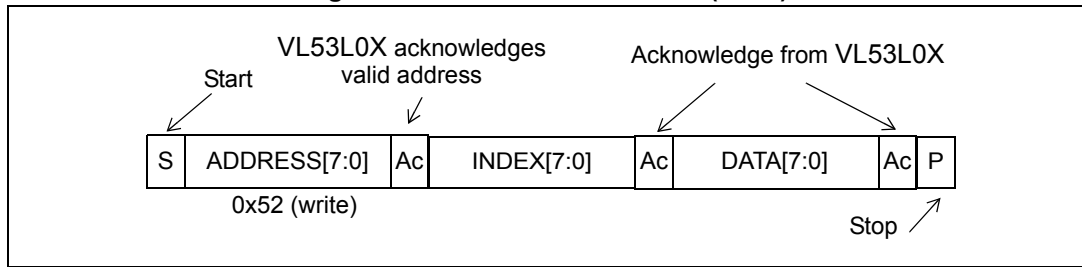 VL53L0X acknowledges
valid address
Acknowledge from VL53L0X
Start
S ADDRESS[7:0] Ac INDEX[7:0] Ac DATA[7:0] Ac P
0x52 (write)
Stop